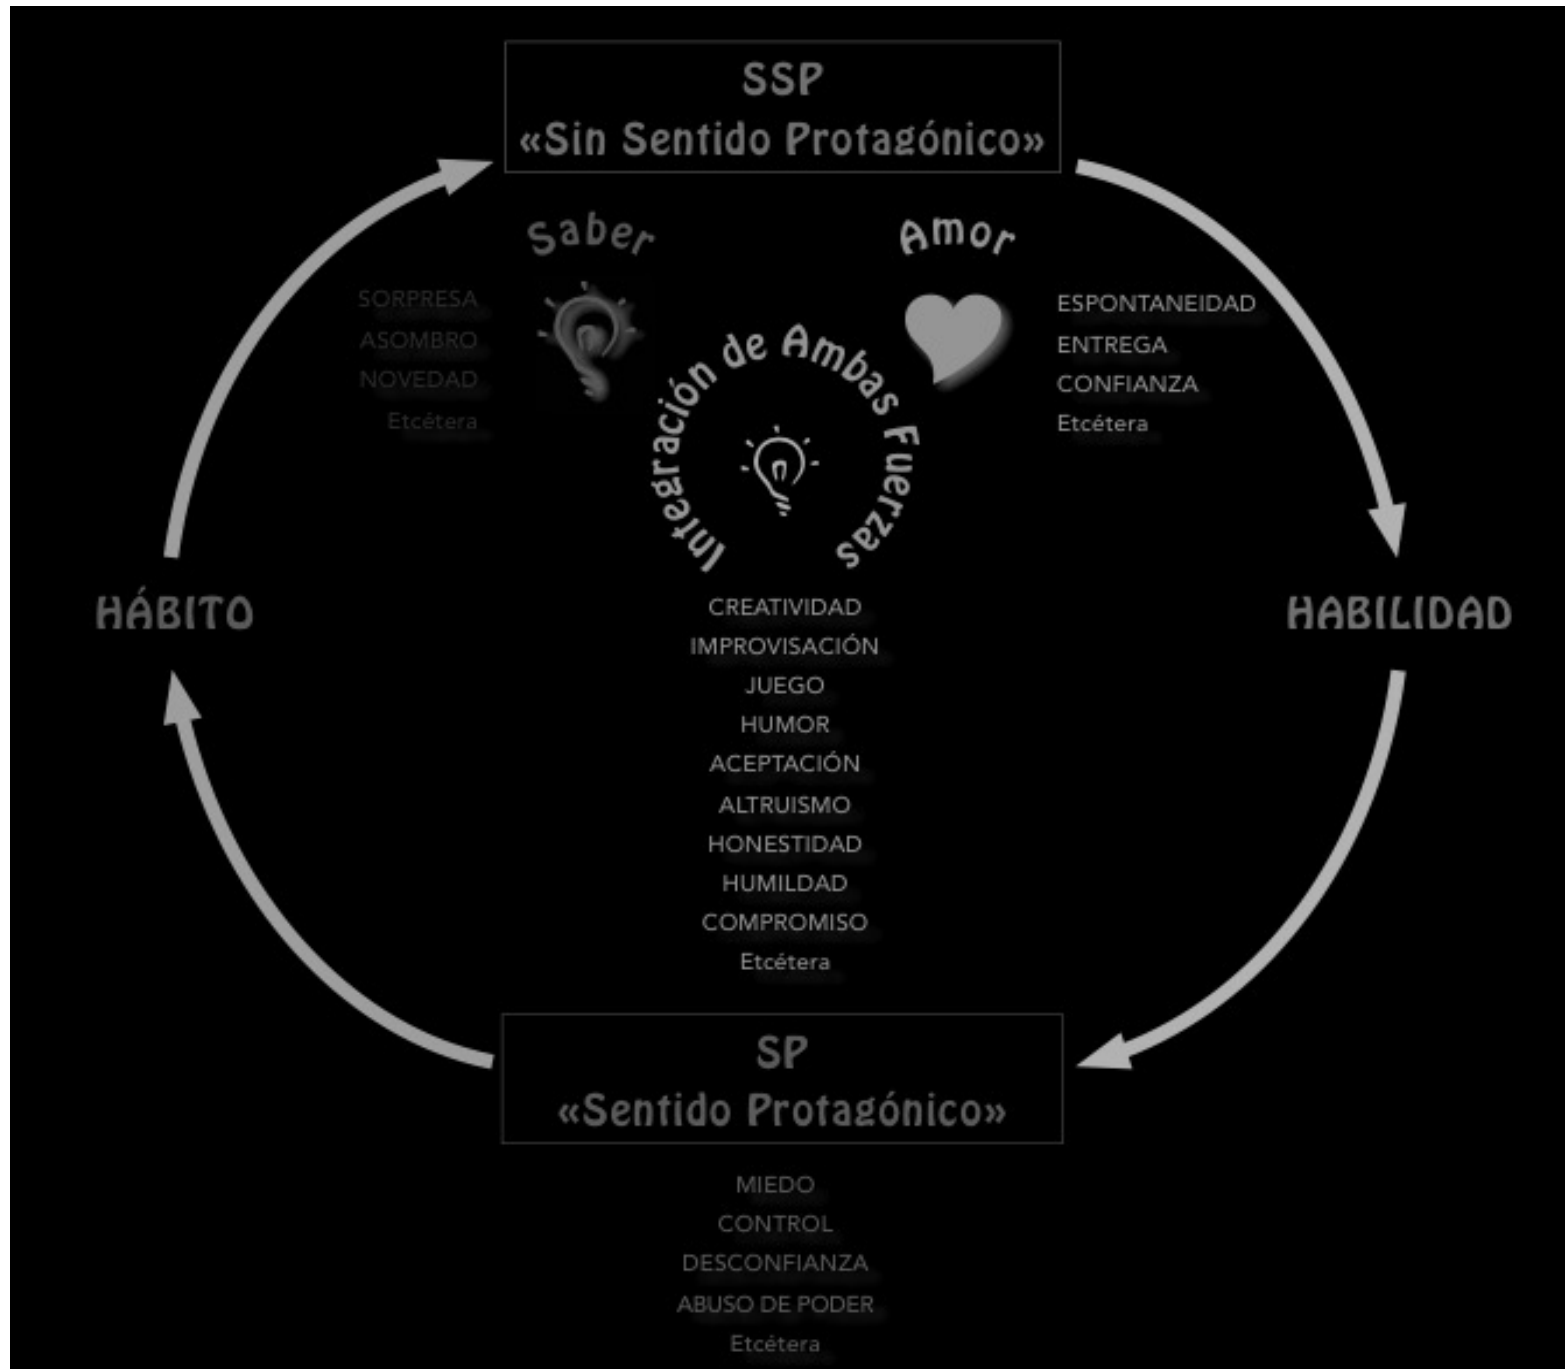 SSP
«Sin Sentido Protagónico»
Saber
Amor
SORPRESA
ASOMBRO
NOVEDAD
Etcétera
ESPONTANEIDAD
ENTREGA
CONFIANZA
Etcétera
Integración de Ambas Fuerzas
HÁBITO
HABILIDAD
CREATIVIDAD
IMPROVISACIÓN
JUEGO
HUMOR
ACEPTACIÓN
ALTRUISMO
HONESTIDAD
HUMILDAD
COMPROMISO
Etcétera
SP
«Sentido Protagónico»
MIEDO
CONTROL
DESCONFIANZA
ABUSO DE PODER
Etcétera